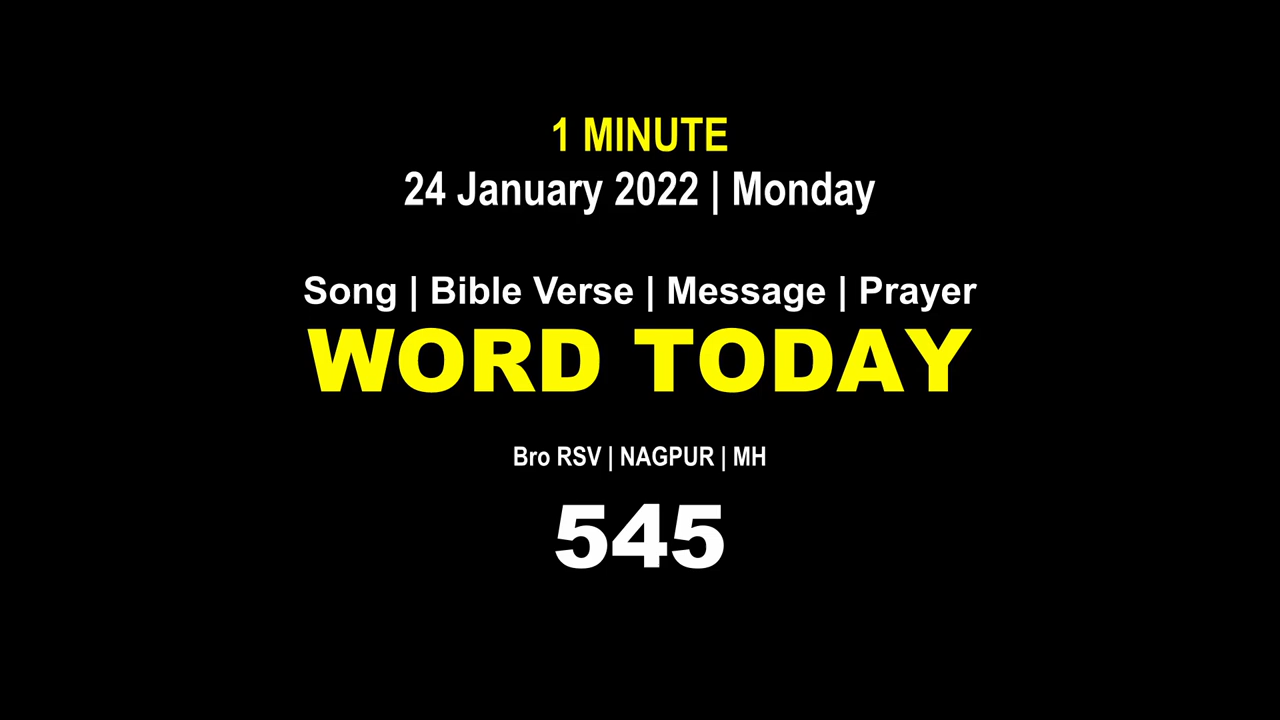 1 MINUTE
24 January 2022 | Monday
Song | Bible Verse | Message | Prayer
WORD TODAY
Bro RSV | NAGPUR | MH
545